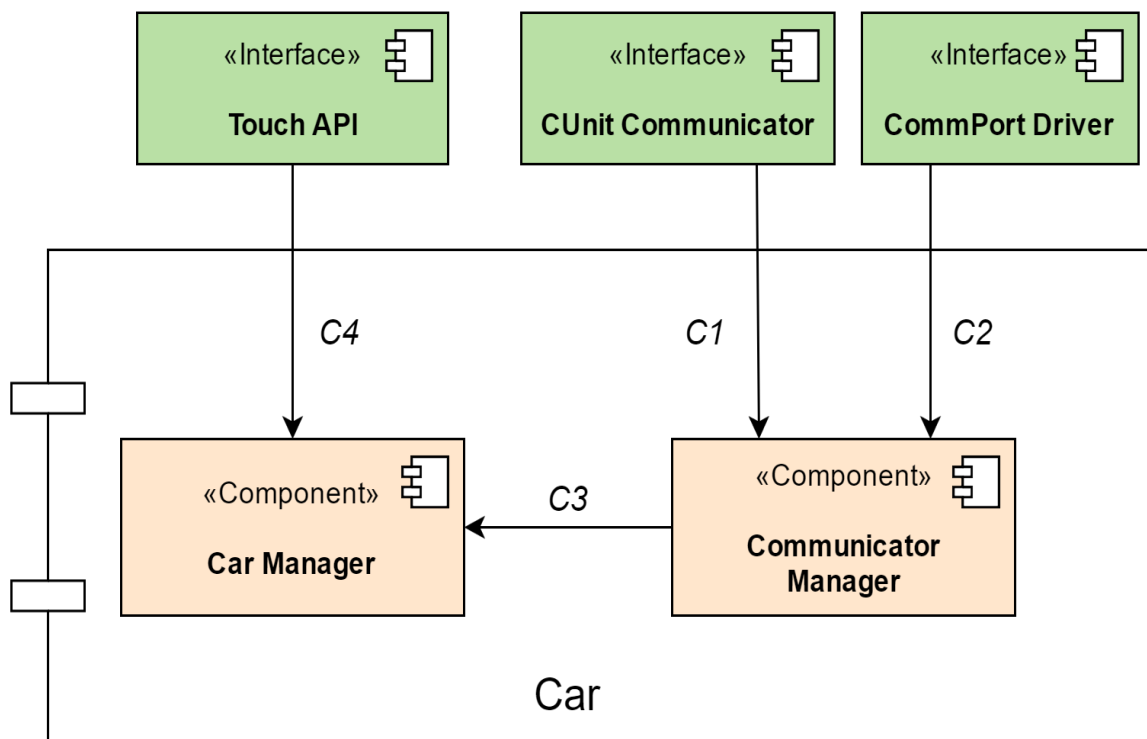 «Interface»
Touch API
«Interface»
CUnit Communicator
«Interface»
CommPort Driver
C4
C1
C2
«Component»
Car Manager
C3
«Component»
Communicator
Manager
Car